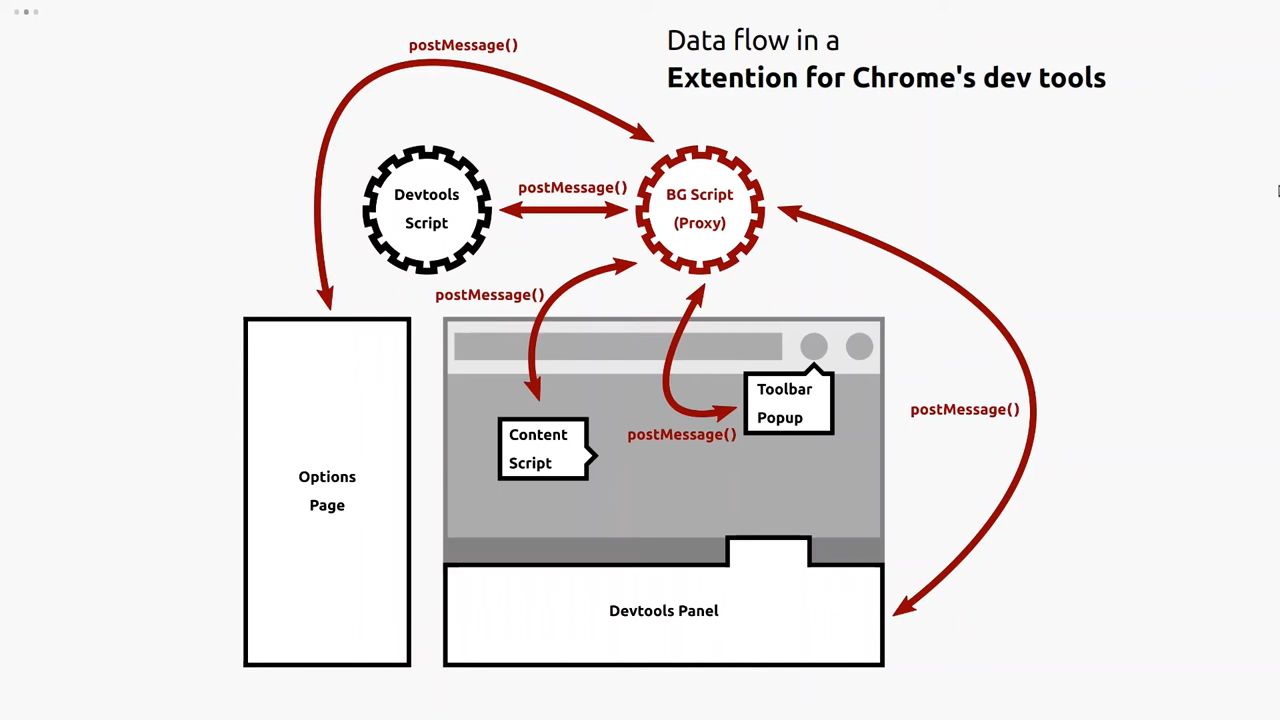 postMessage()
Data flow in a
Extention for Chrome's dev tools
Devtools
Script
postMessage()
BG Script
(Proxy)
postMessage()
Toolbar
Popup
postMessage()
postMessage()
Content
Script
Options
Page
Devtools Panel